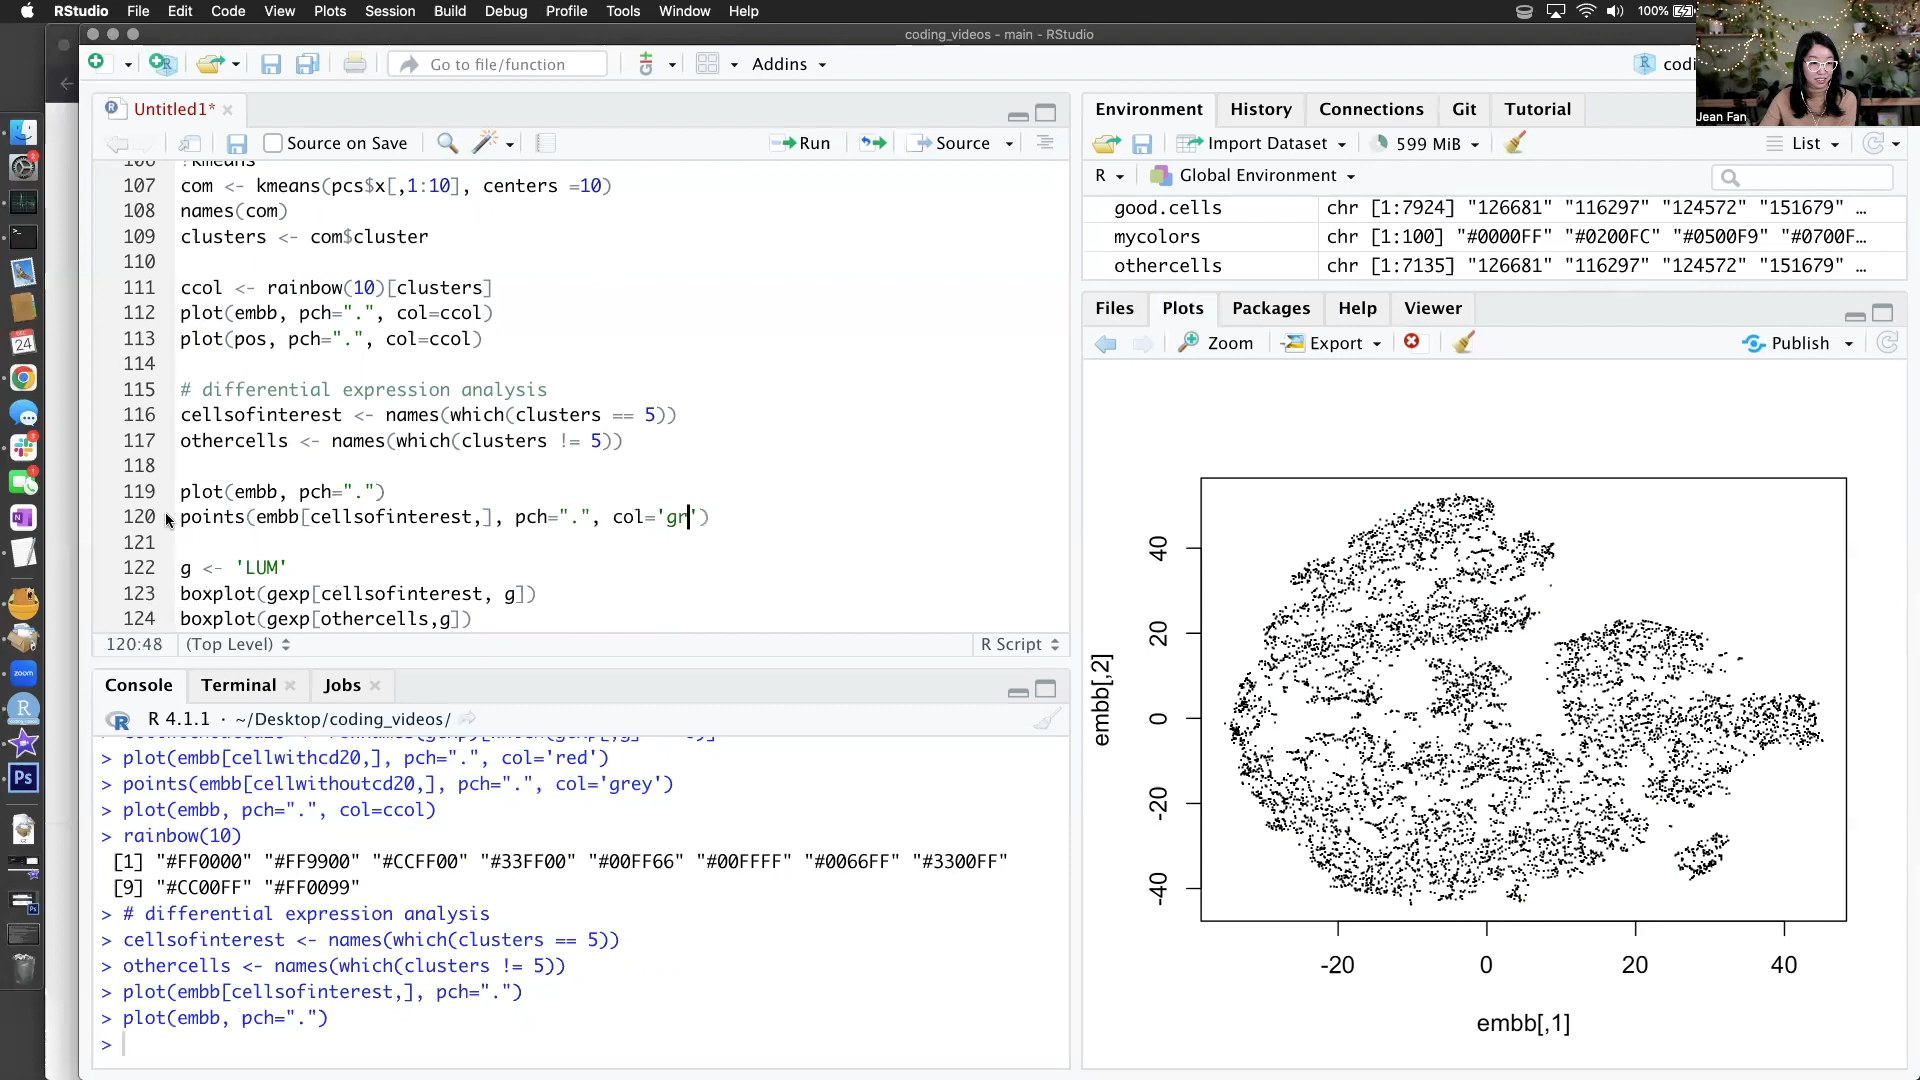 RStudio File Edit Code View Plots Session Build Debug Profile Tools Window Help
100%
coding_videos - main - RStudio
Go to file/function
Addins
codi
Jean Fan
Untitled1*
Source on Save
Run
Source
106 ?kmeans
107 com <- kmeans(pcs$x[,1:10], centers =10)
108 names(com)
109 clusters <- com$cluster
110
111 ccol <- rainbow(10)[clusters]
112 plot(embb, pch=".", col=ccol)
113 plot(pos, pch=".", col=ccol)
114
115 # differential expression analysis
116 cellsofinterest <- names(which(clusters == 5))
117 othercells <- names(which(clusters != 5))
118
119 plot(embb, pch=".")
120 points(embb[cellsofinterest,], pch=".", col='gr')
121
122 g <- 'LUM'
123 boxplot(gexp[cellsofinterest, g])
124 boxplot(gexp[othercells,g])
120:48 (Top Level) R Script
Console Terminal Jobs
R 4.1.1 · ~/Desktop/coding_videos/
> plot(embb[cellwithcd20,], pch=".", col='red')
> points(embb[cellwithoutcd20,], pch=".", col='grey')
> plot(embb, pch=".", col=ccol)
> rainbow(10)
[1] "#FF0000" "#FF9900" "#CCFF00" "#33FF00" "#00FF66" "#00FFFF" "#0066FF" "#3300FF"
[9] "#CC00FF" "#FF0099"
> # differential expression analysis
> cellsofinterest <- names(which(clusters == 5))
> othercells <- names(which(clusters != 5))
> plot(embb[cellsofinterest,], pch=".")
> plot(embb, pch=".")
>
Environment History Connections Git Tutorial
Import Dataset 599 MiB List
R Global Environment
good.cells chr [1:7924] "126681" "116297" "124572" "151679" …
mycolors chr [1:100] "#0000FF" "#0200FC" "#0500F9" "#0700F…
othercells chr [1:7135] "126681" "116297" "124572" "151679" …
Files Plots Packages Help Viewer
Zoom Export Publish
40
20
0
-20
-40
embb[,2]
-20 0 20 40
embb[,1]
DEC
24
zoom
Ps